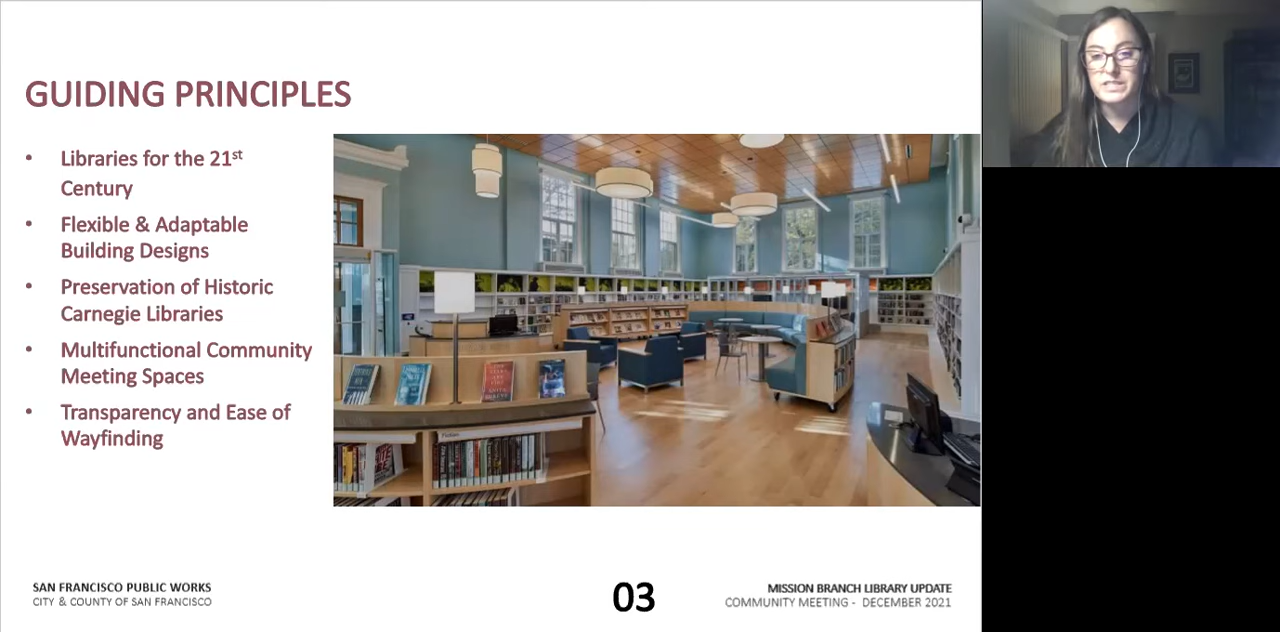 GUIDING PRINCIPLES
• Libraries for the 21st
Century
• Flexible & Adaptable
Building Designs
• Preservation of Historic
Carnegie Libraries
• Multifunctional Community
Meeting Spaces
• Transparency and Ease of
Wayfinding
Fiction
SAN FRANCISCO PUBLIC WORKS
CITY & COUNTY OF SAN FRANCISCO
03
MISSION BRANCH LIBRARY UPDATE
COMMUNITY MEETING - DECEMBER 2021